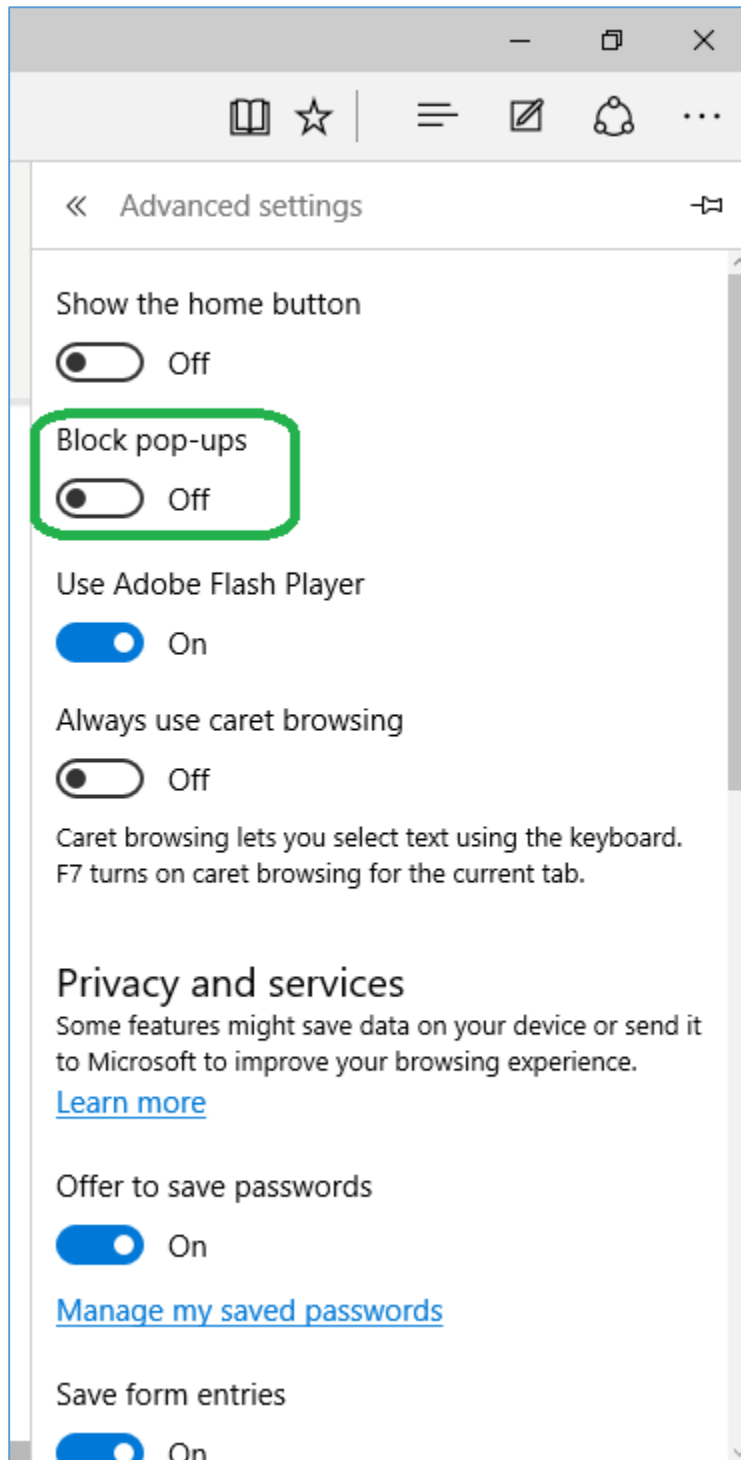 Advanced settings
Show the home button
Off
Block pop-ups
Off
Use Adobe Flash Player
On
Always use caret browsing
Off
Caret browsing lets you select text using the keyboard.
F7 turns on caret browsing for the current tab.
Privacy and services
Some features might save data on your device or send it
to Microsoft to improve your browsing experience.
Learn more
Offer to save passwords
On
Manage my saved passwords
Save form entries
On